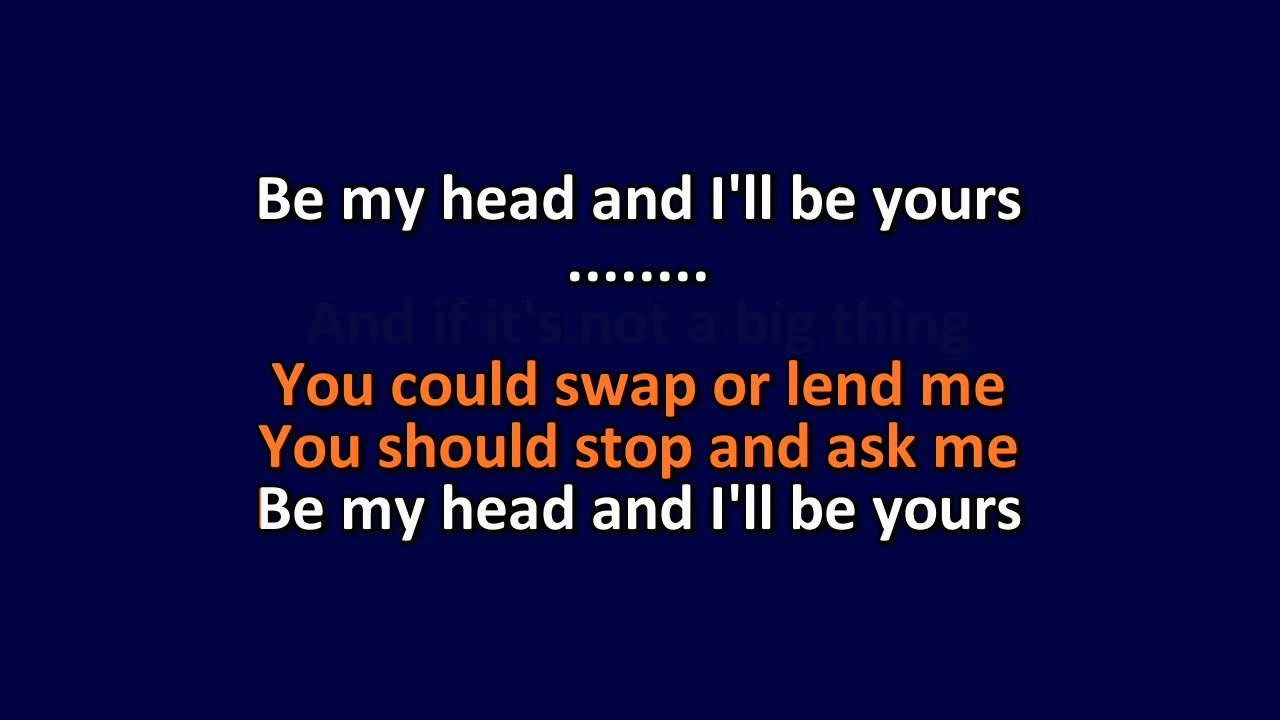 Be my head and I'll be yours
........
And if it's not a big thing
You could swap or lend me
You should stop and ask me
Be my head and I'll be yours